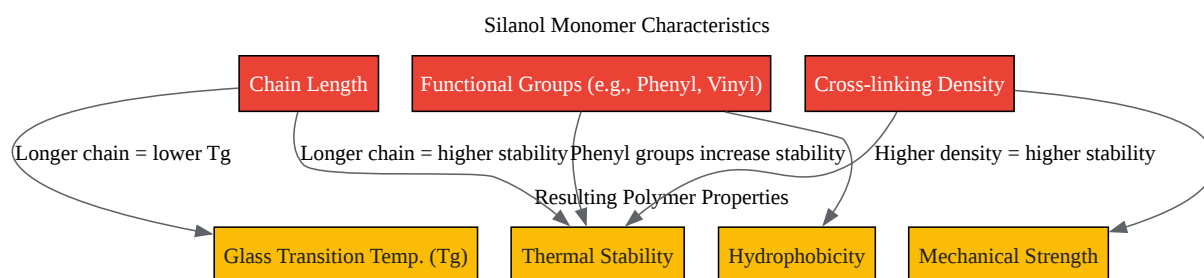 Silanol Monomer Characteristics
Chain Length
Functional Groups (e.g., Phenyl, Vinyl)
Cross-linking Density
Longer chain = lower Tg
Longer chain = higher stability
Phenyl groups increase stability
Higher density = higher stability
Resulting Polymer Properties
Glass Transition Temp. (Tg)
Thermal Stability
Hydrophobicity
Mechanical Strength